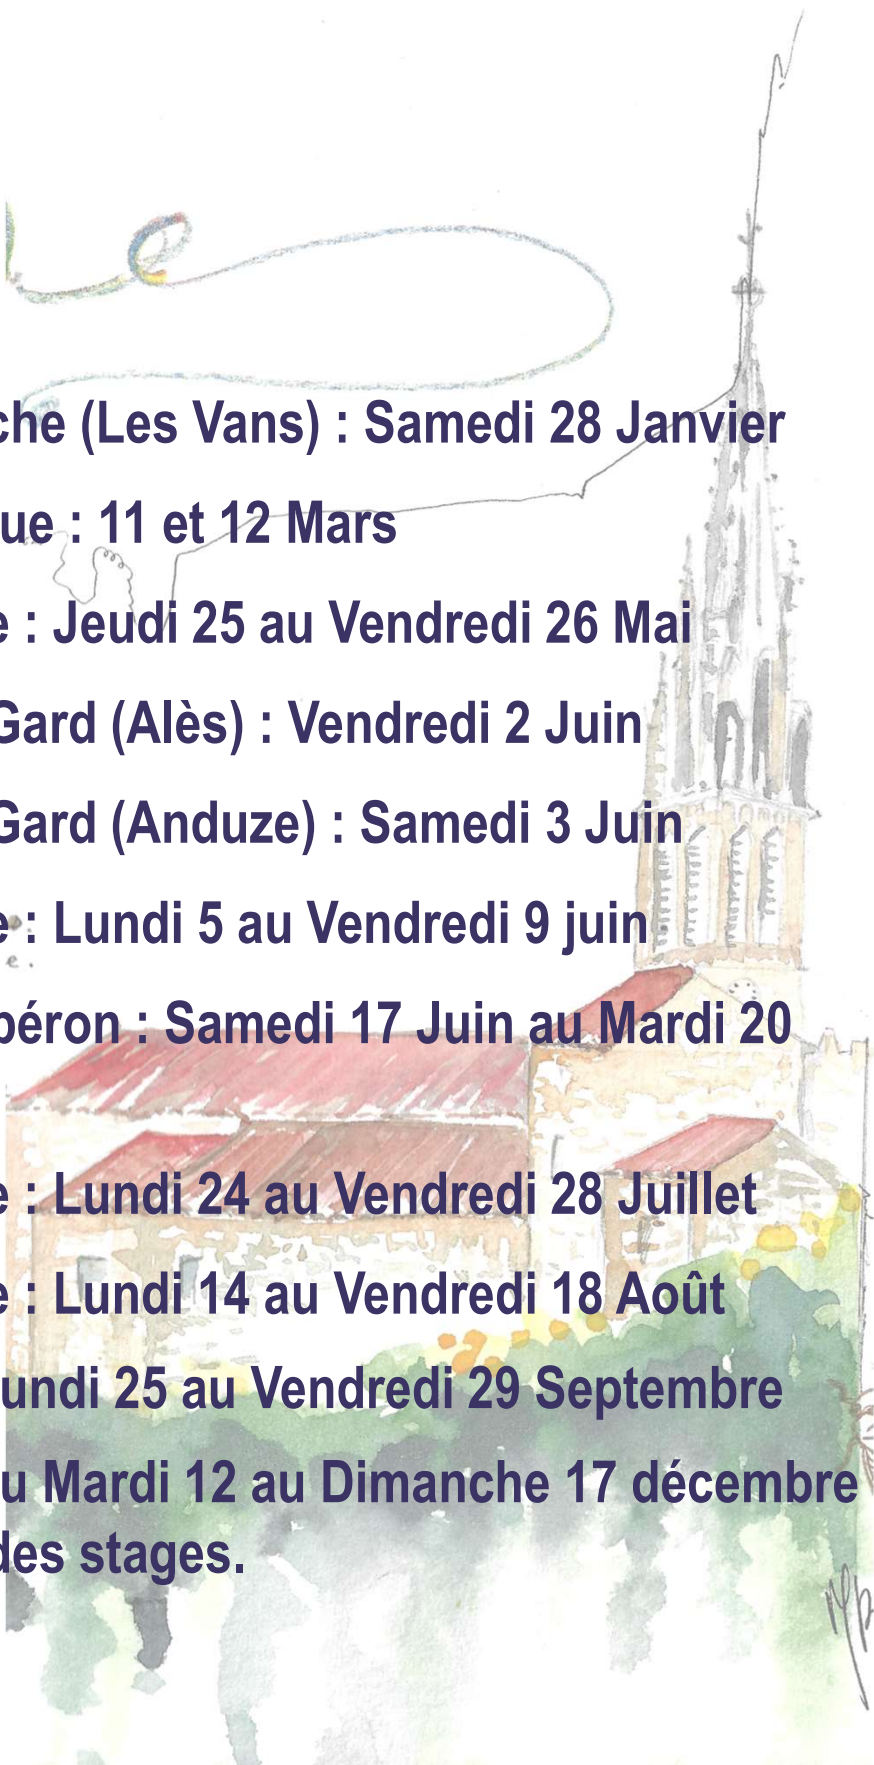 che (Les Vans) : Samedi 28 Janvier
ue : 11 et 12 Mars
e : Jeudi 25 au Vendredi 26 Mai
Gard (Alès) : Vendredi 2 Juin
Gard (Anduze) : Samedi 3 Juin
e : Lundi 5 au Vendredi 9 juin
e.
péron : Samedi 17 Juin au Mardi 20
e : Lundi 24 au Vendredi 28 Juillet
e : Lundi 14 au Vendredi 18 Août
undi 25 au Vendredi 29 Septembre
u Mardi 12 au Dimanche 17 décembre
des stages.